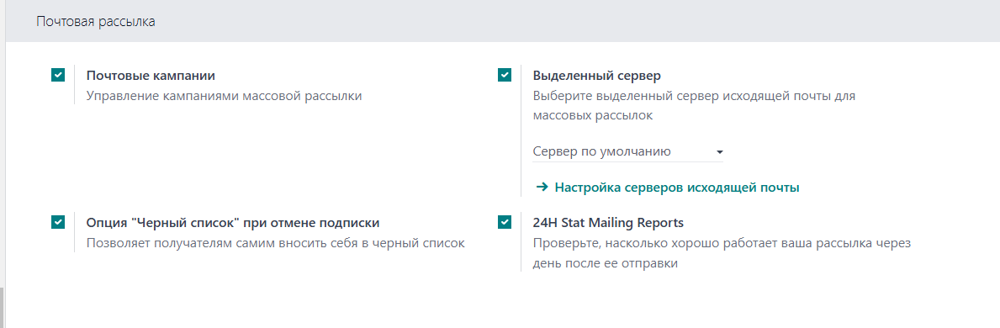 Почтовая рассылка
Почтовые кампании
Управление кампаниями массовой рассылки
Выделенный сервер
Выберите выделенный сервер исходящей почты для
массовых рассылок
Сервер по умолчанию
Настройка серверов исходящей почты
Опция "Черный список" при отмене подписки
Позволяет получателям самим вносить себя в черный список
24H Stat Mailing Reports
Проверьте, насколько хорошо работает ваша рассылка через
день после ее отправки